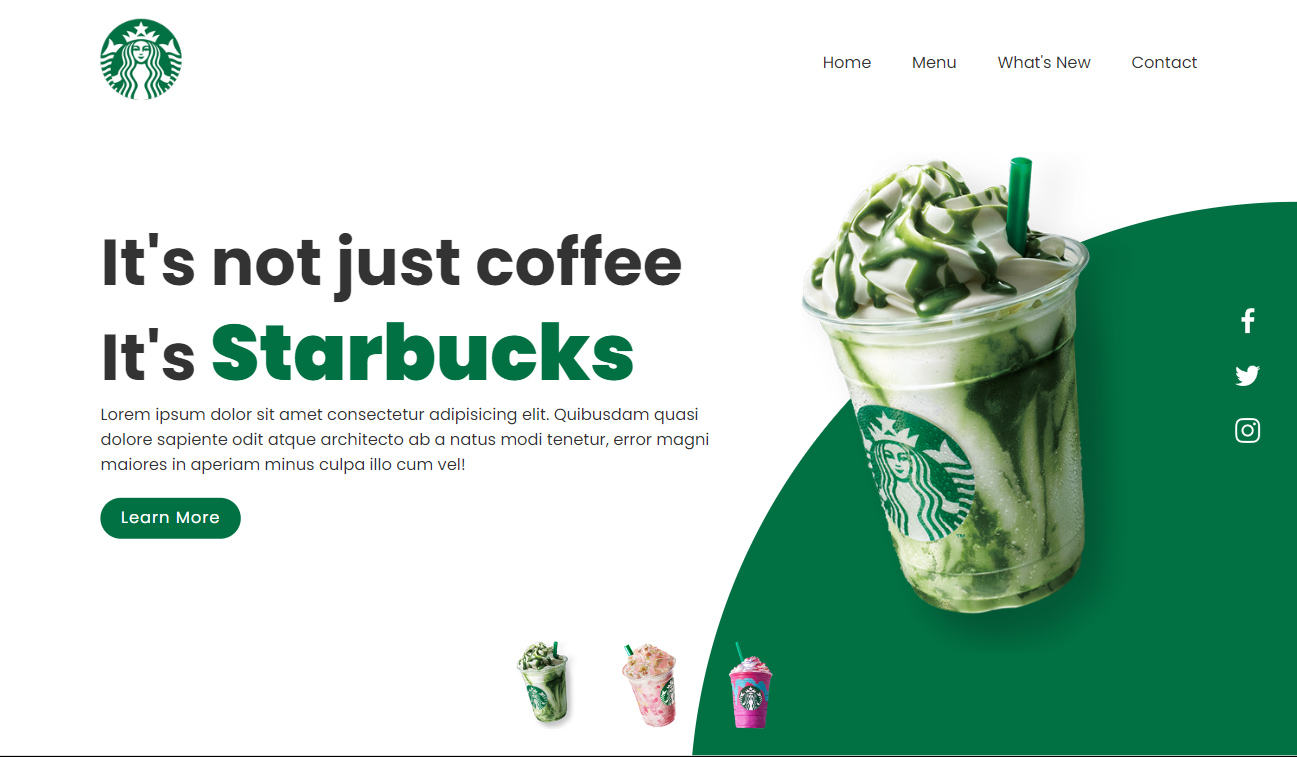 Home Menu What's New Contact
It's not just coffee
It's Starbucks
Lorem ipsum dolor sit amet consectetur adipisicing elit. Quibusdam quasi
dolore sapiente odit atque architecto ab a natus modi tenetur, error magni
maiores in aperiam minus culpa illo cum vel!
Learn More